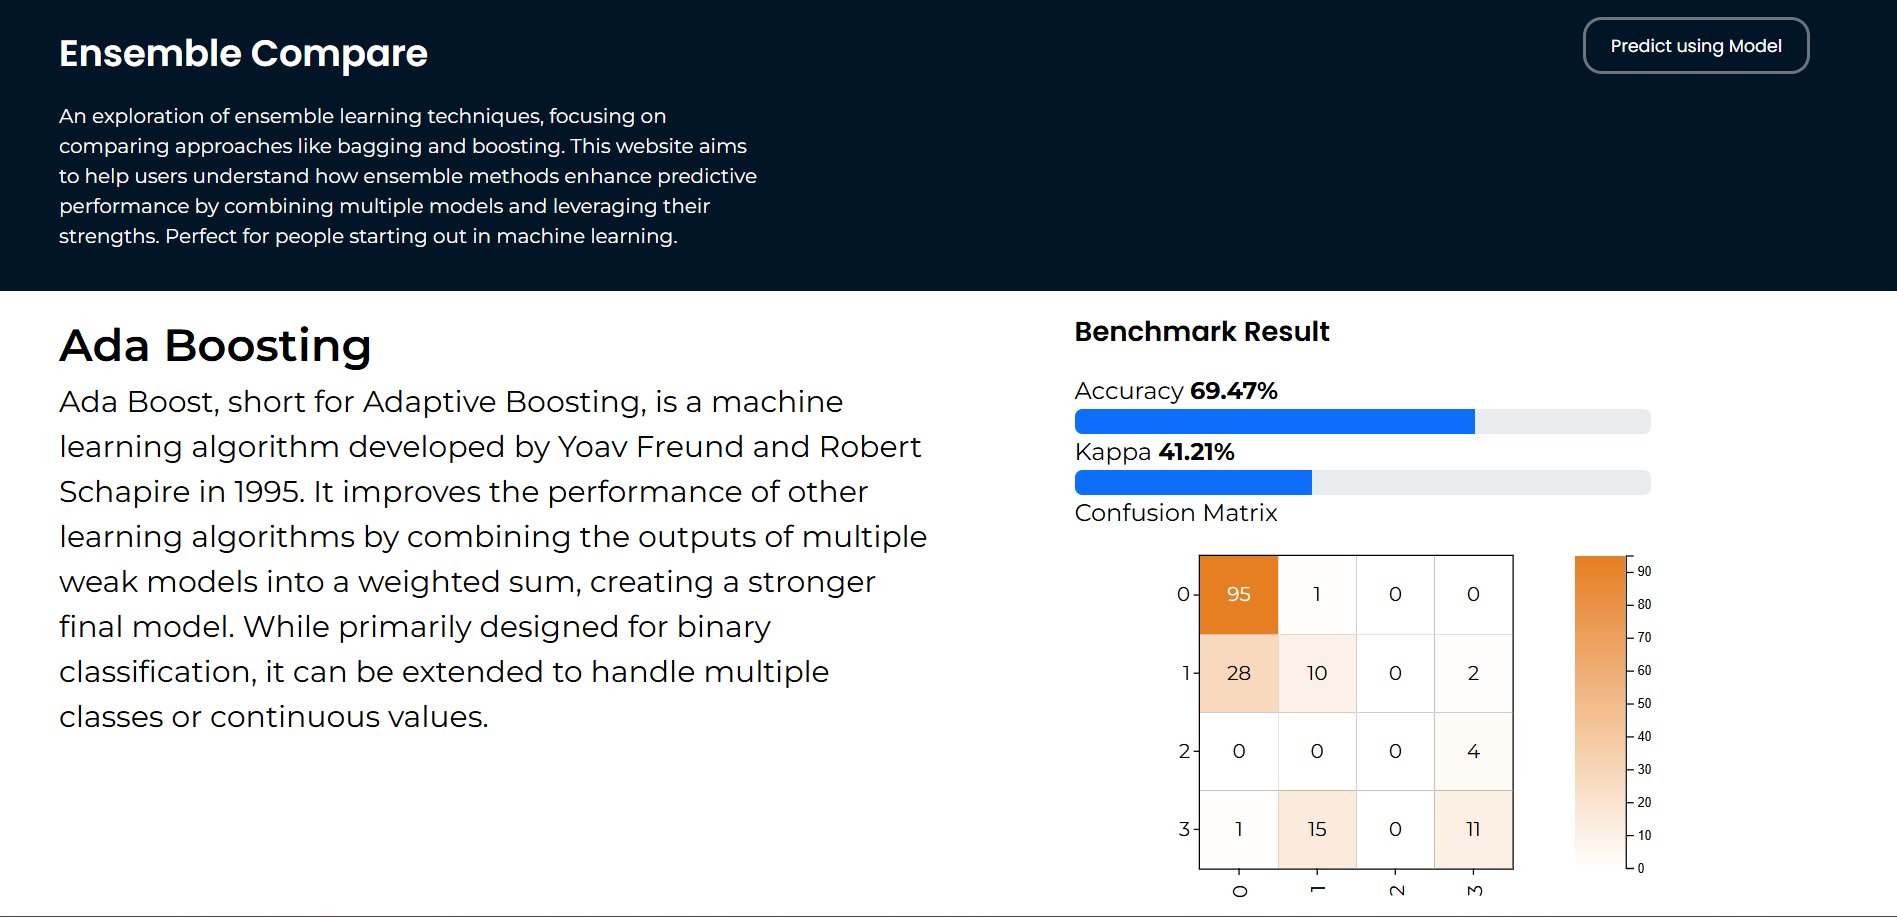 Ensemble Compare
Predict using Model
An exploration of ensemble learning techniques, focusing on
comparing approaches like bagging and boosting. This website aims
to help users understand how ensemble methods enhance predictive
performance by combining multiple models and leveraging their
strengths. Perfect for people starting out in machine learning.
Ada Boosting
Ada Boost, short for Adaptive Boosting, is a machine
learning algorithm developed by Yoav Freund and Robert
Schapire in 1995. It improves the performance of other
learning algorithms by combining the outputs of multiple
weak models into a weighted sum, creating a stronger
final model. While primarily designed for binary
classification, it can be extended to handle multiple
classes or continuous values.
Benchmark Result
Accuracy 69.47%
Kappa 41.21%
Confusion Matrix
0 95 1 0 0
1 28 10 0 2
2 0 0 0 4
3 1 15 0 11
0 1 2 3
90
80
70
60
50
40
30
20
10
0